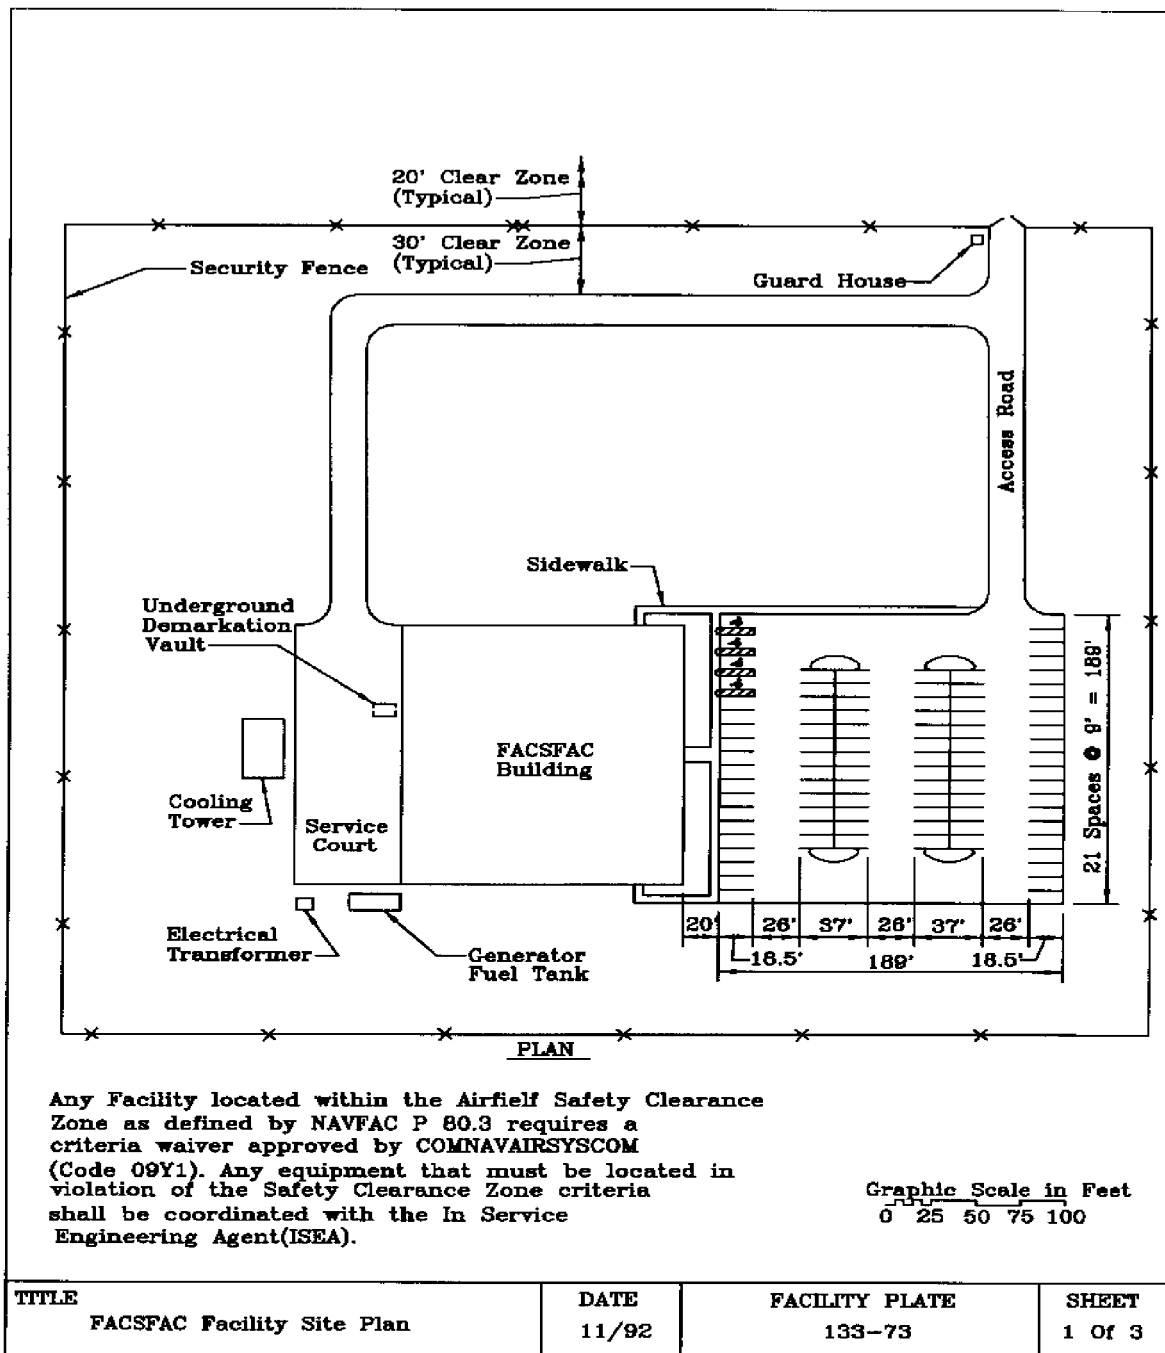 20' Clear Zone
(Typical)
30' Clear Zone
(Typical)
Security Fence
Guard House
Access Road
Sidewalk
Underground
Demarkation
Vault
FACSFAC
Building
Cooling
Tower
Service
Court
21 Spaces @ 9' = 189'
Electrical
Transformer
Generator
Fuel Tank
20'
26'
37'
26'
37'
26'
18.5'
189'
18.5'
PLAN
Any Facility located within the Airfielf Safety Clearance
Zone as defined by NAVFAC P 80.3 requires a
criteria waiver approved by COMNAVAIRSYSCOM
(Code 09Y1). Any equipment that must be located in
violation of the Safety Clearance Zone criteria
shall be coordinated with the In Service
Engineering Agent(ISEA).
Graphic Scale in Feet
0 25 50 75 100
TITLE
FACSFAC Facility Site Plan
DATE
11/92
FACILITY PLATE
133-73
SHEET
1 Of 3